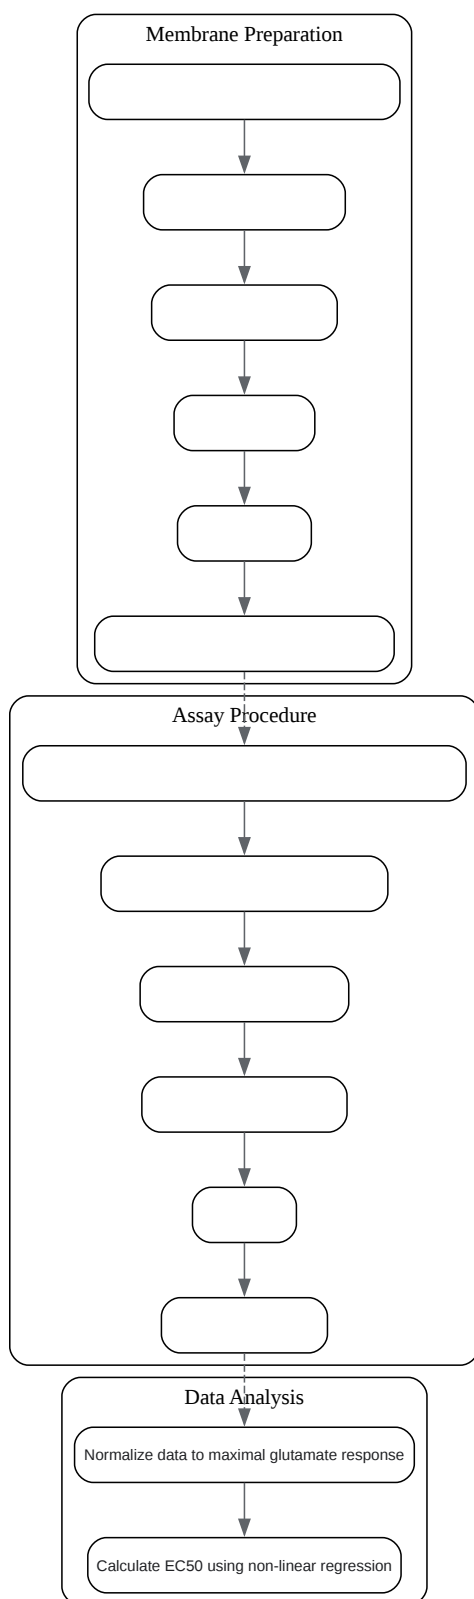 Membrane Preparation
Assay Procedure
Data Analysis
Normalize data to maximal glutamate response
Calculate EC50 using non-linear regression